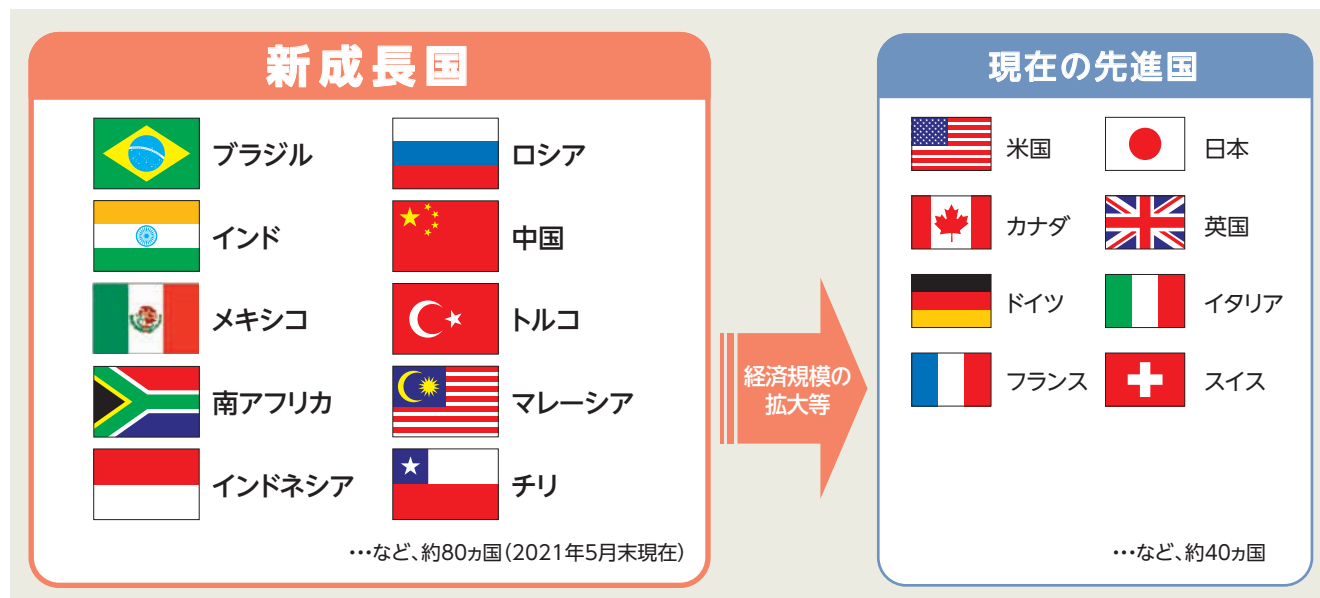 新成長国
ブラジル
ロシア
インド
中国
メキシコ
トルコ
南アフリカ
マレーシア
インドネシア
チリ
…など、約80ヵ国(2021年5月末現在)
経済規模の
拡大等
現在の先進国
米国
日本
カナダ
英国
ドイツ
イタリア
フランス
スイス
…など、約40ヵ国